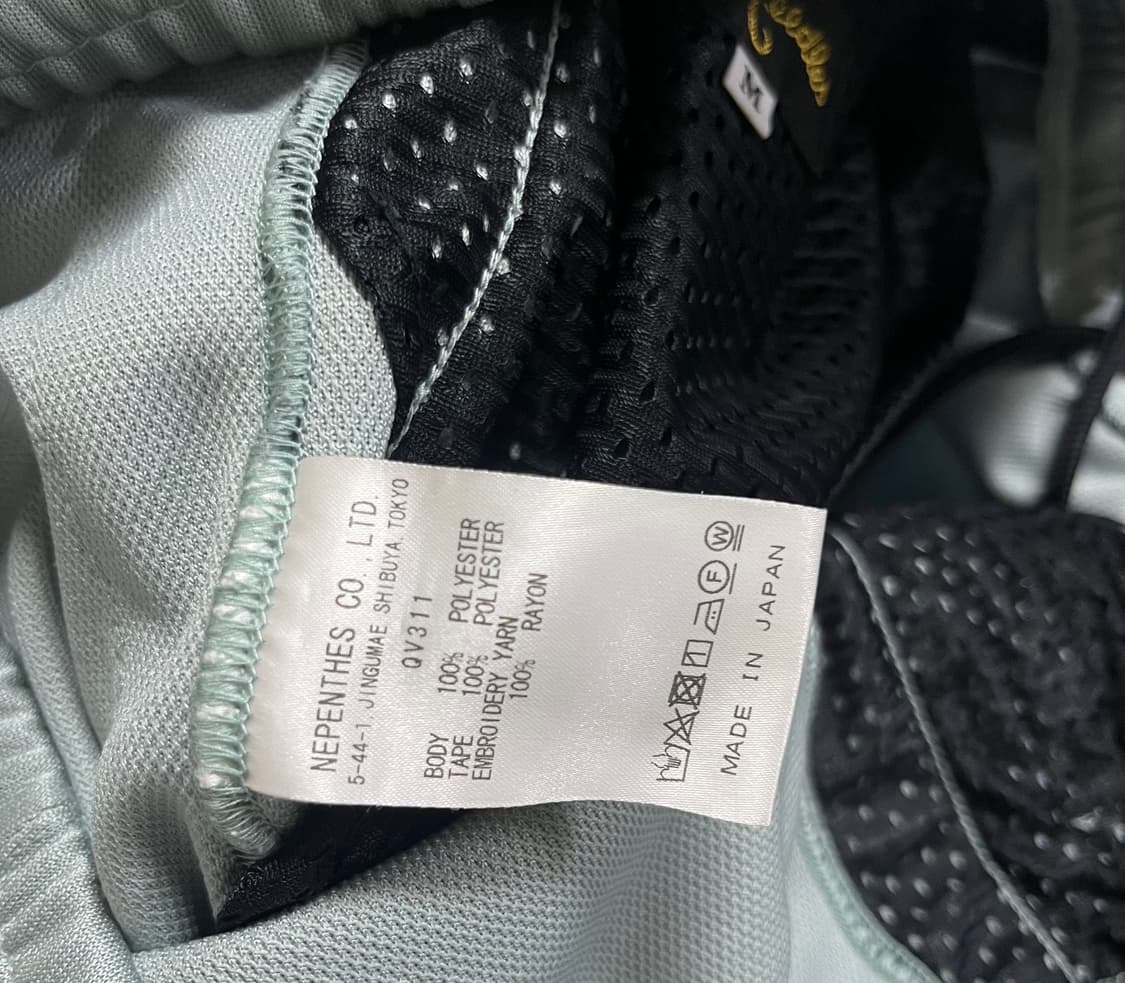 Needles
M
NEPENTHES CO.,LTD.
5-44-1 JINGUMAE SHIBUYA, TOKYO
QV311
BODY 100% POLYESTER
TAPE 100% POLYESTER
EMBROIDERY YARN
100% RAYON
F W
MADE IN JAPAN